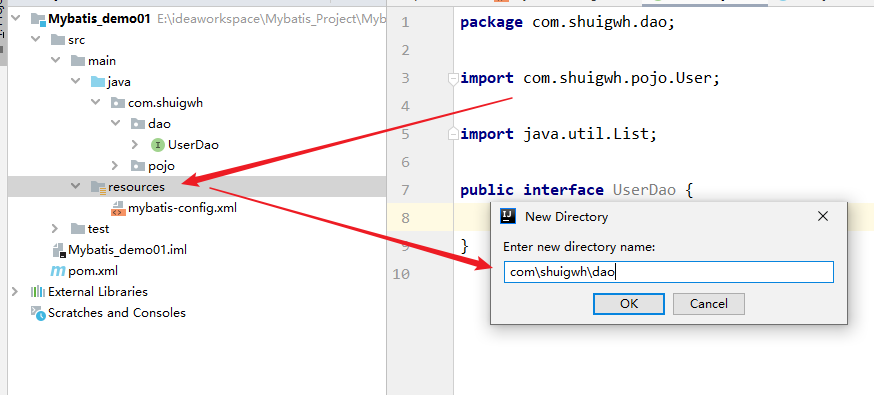 Mybatis_demo01 E:\ideaworkspace\Mybatis_Project\Myb
src
main
java
com.shuigwh
dao
UserDao
pojo
resources
mybatis-config.xml
test
Mybatis_demo01.iml
pom.xml
External Libraries
Scratches and Consoles
1 package com.shuigwh.dao;
2
3 import com.shuigwh.pojo.User;
4
5 import java.util.List;
6
7 public interface UserDao {
8
9 }
10
New Directory
Enter new directory name:
com\shuigwh\dao
OK Cancel